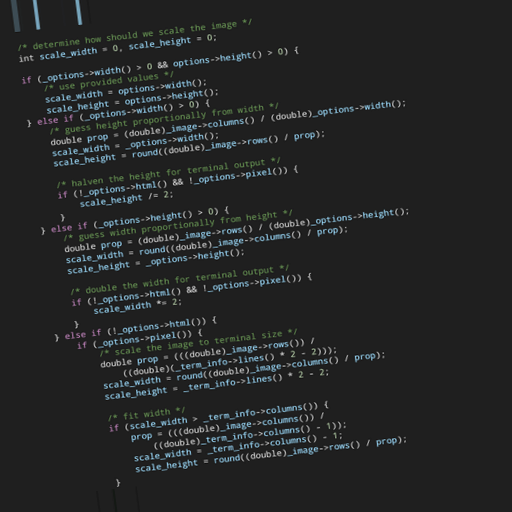 /* determine how should we scale the image */
int scale_width = 0, scale_height = 0;
if (_options->width() > 0 && options->height() > 0) {
/* use provided values */
scale_width = options->width();
scale_height = options->height();
} else if (_options->width() > 0) {
/* guess height proportionally from width */
double prop = (double)_image->columns() / (double)_options->width();
scale_width = _options->width();
scale_height = round((double)_image->rows() / prop);
/* halven the height for terminal output */
if (!_options->html() && !_options->pixel()) {
scale_height /= 2;
}
} else if (_options->height() > 0) {
/* guess width proportionally from height */
double prop = (double)_image->rows() / (double)_options->height();
scale_width = round((double)_image->columns() / prop);
scale_height = _options->height();
/* double the width for terminal output */
if (!_options->html() && !_options->pixel()) {
scale_width *= 2;
}
} else if (!_options->html()) {
if (_options->pixel()) {
/* scale the image to terminal size */
double prop = (((double)_image->rows()) /
((double)(_term_info->lines() * 2 - 2)));
scale_width = round((double)_image->columns() / prop);
scale_height = _term_info->lines() * 2 - 2;
/* fit width */
if (scale_width > _term_info->columns()) {
prop = (((double)_image->columns()) /
((double)_term_info->columns() - 1));
scale_width = _term_info->columns() - 1;
scale_height = round((double)_image->rows() / prop);
}